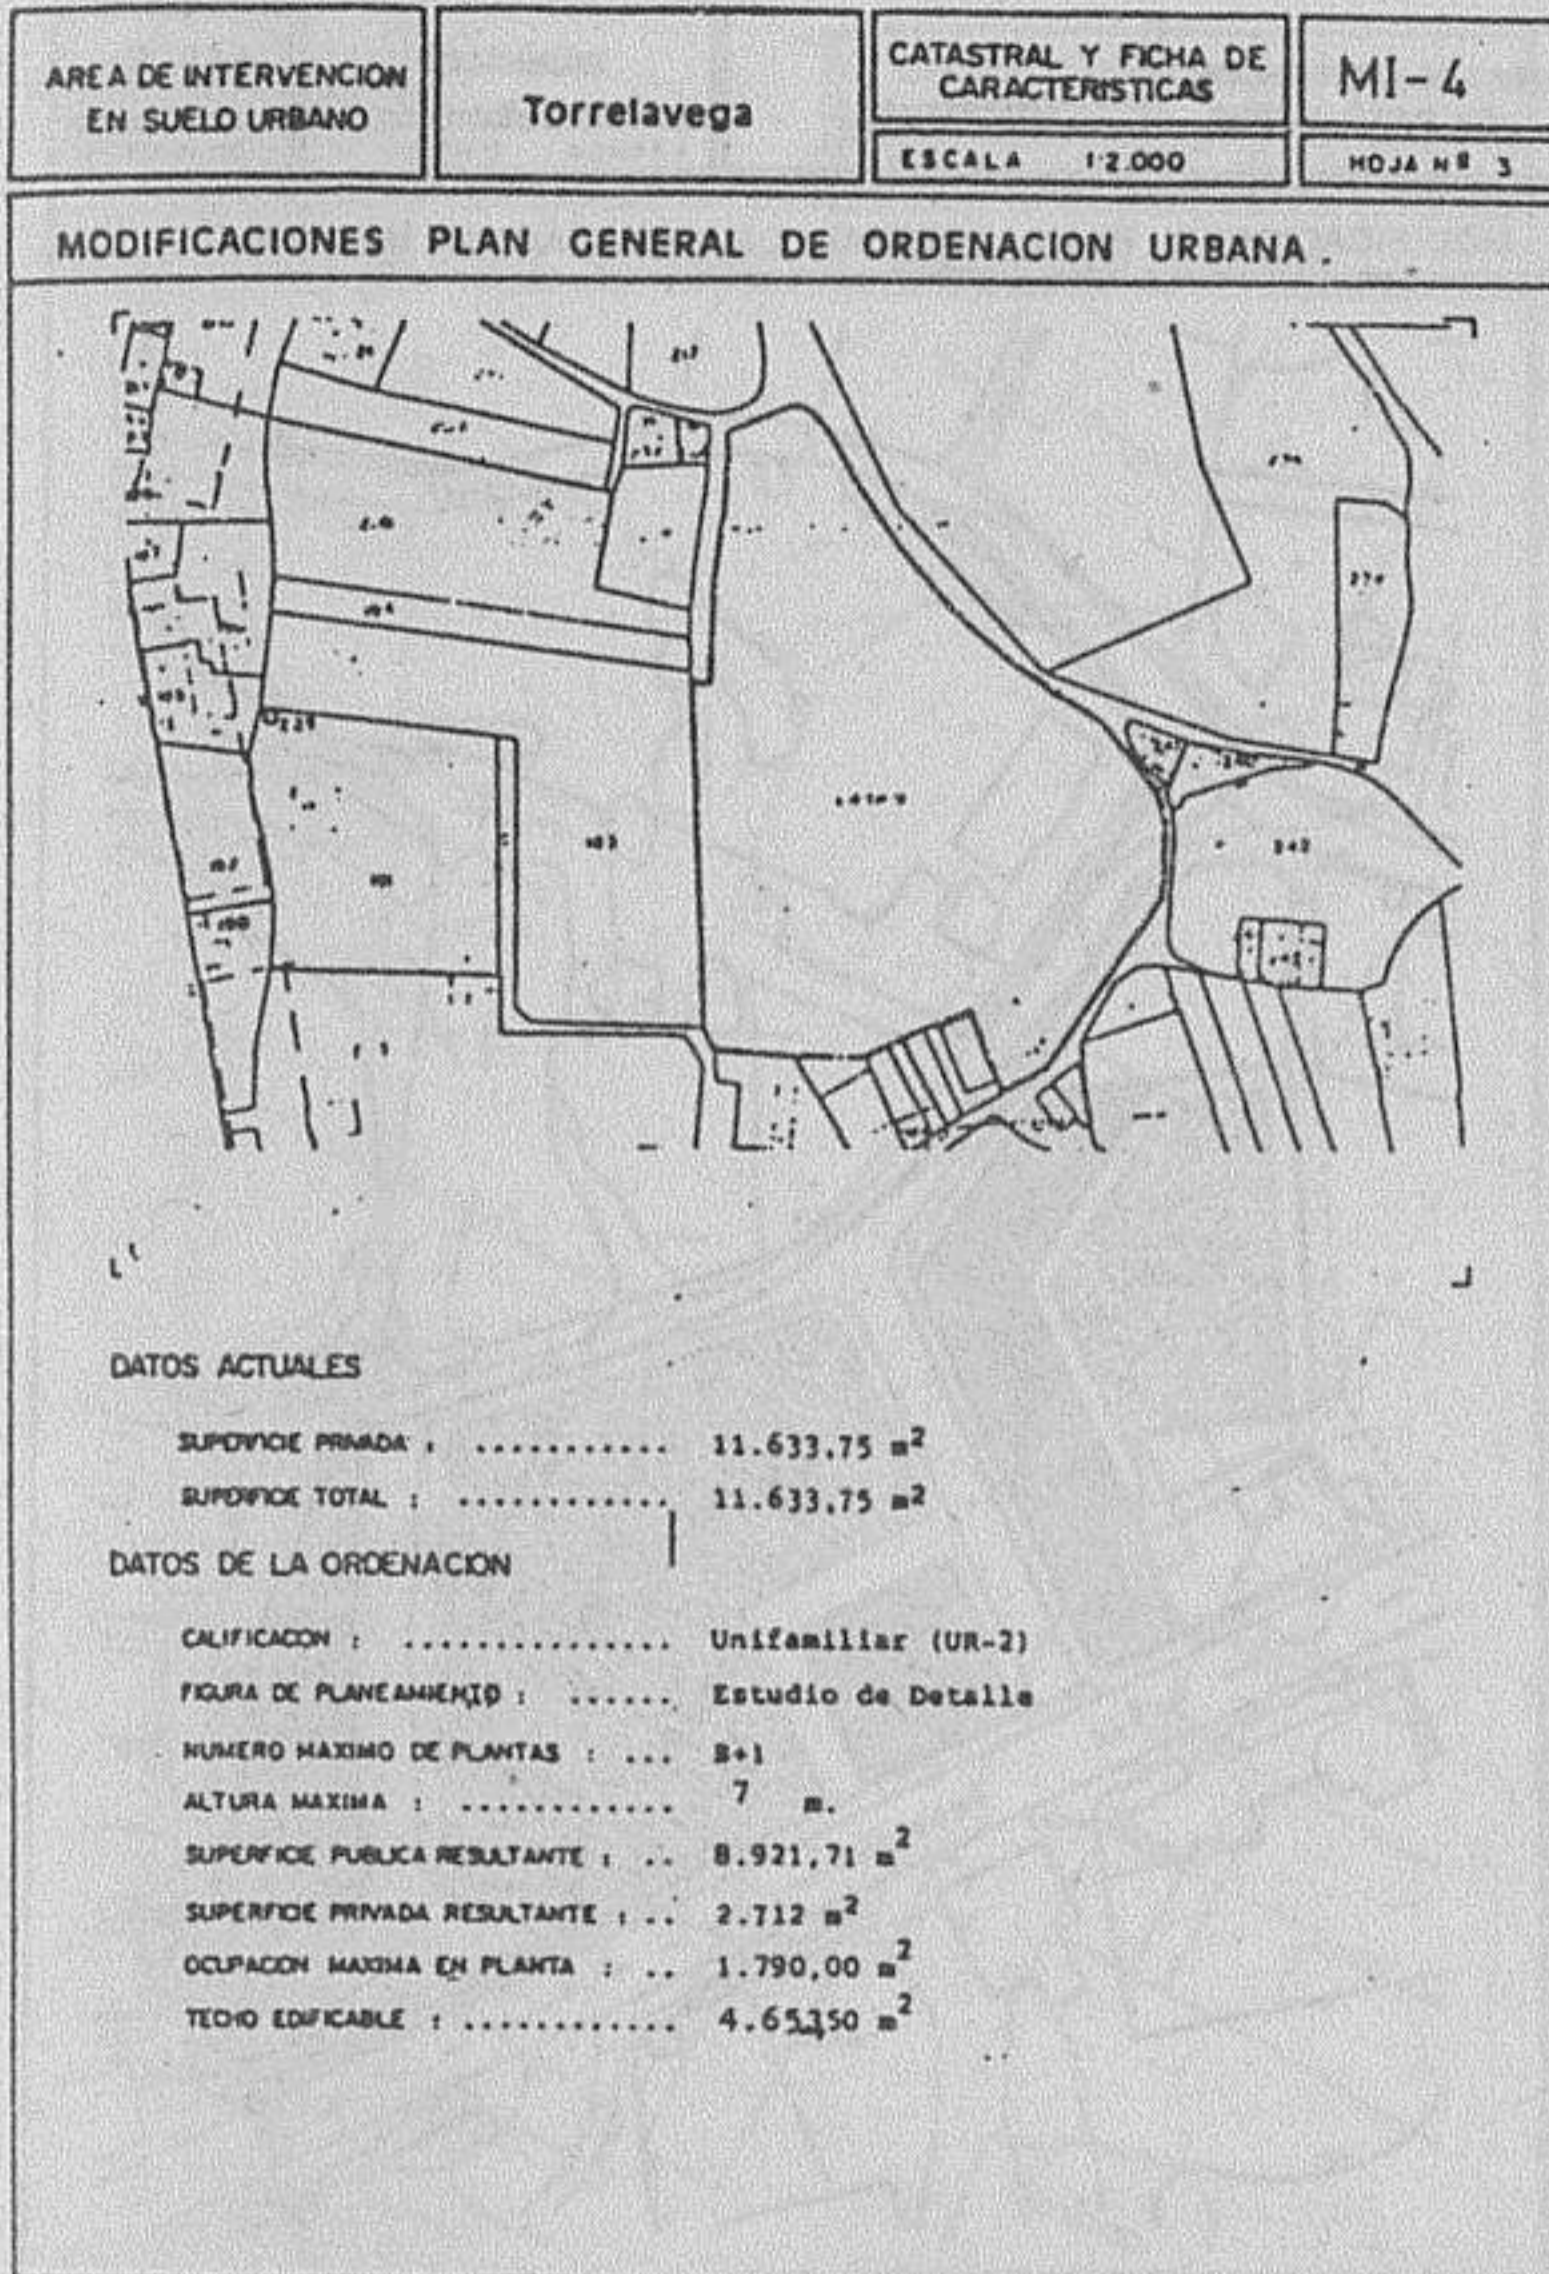 AREA DE INTERVENCION
EN SUELO URBANO
Torrelavega
CATASTRAL Y FICHA DE
CARACTERISTICAS
MI-4
ESCALA 1:2.000
HOJA Nº 3
MODIFICACIONES PLAN GENERAL DE ORDENACION URBANA.
217
270
103
242
DATOS ACTUALES
SUPERFICIE PRIVADA : ........... 11.633,75 m²
SUPERFICIE TOTAL : ............ 11.633,75 m²
DATOS DE LA ORDENACION
CALIFICACION : ............... Unifamiliar (UR-2)
FIGURA DE PLANEAMIENTO : ...... Estudio de Detalle
NUMERO MAXIMO DE PLANTAS : ... B+1
ALTURA MAXIMA : ............ 7 m.
SUPERFICIE PUBLICA RESULTANTE : .. 8.921,71 m²
SUPERFICIE PRIVADA RESULTANTE : .. 2.712 m²
OCUPACION MAXIMA EN PLANTA : .. 1.790,00 m²
TECHO EDIFICABLE : ............ m²